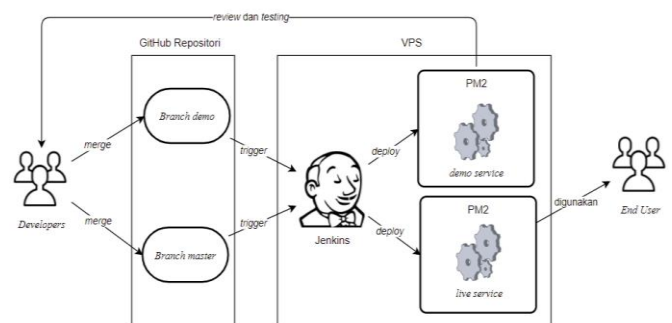 review dan testing
GitHub Repositori
VPS
Branch demo
merge
trigger
deploy
PM2
demo service
Developers
Jenkins
digunakan
End User
merge
trigger
deploy
Branch master
PM2
live service